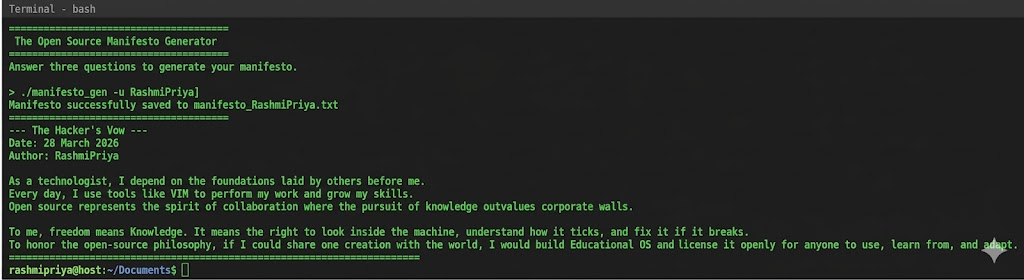 Terminal - bash
=====================================
The Open Source Manifesto Generator
=====================================
Answer three questions to generate your manifesto.
> ./manifesto_gen -u RashmiPriya]
Manifesto successfully saved to manifesto_RashmiPriya.txt
=====================================
--- The Hacker's Vow ---
Date: 28 March 2026
Author: RashmiPriya
As a technologist, I depend on the foundations laid by others before me.
Every day, I use tools like VIM to perform my work and grow my skills.
Open source represents the spirit of collaboration where the pursuit of knowledge outvalues corporate walls.
To me, freedom means Knowledge. It means the right to look inside the machine, understand how it ticks, and fix it if it breaks.
To honor the open-source philosophy, if I could share one creation with the world, I would build Educational OS and license it openly for anyone to use, learn from, and adapt.
=====================================================================
rashmipriya@host:~/Documents$